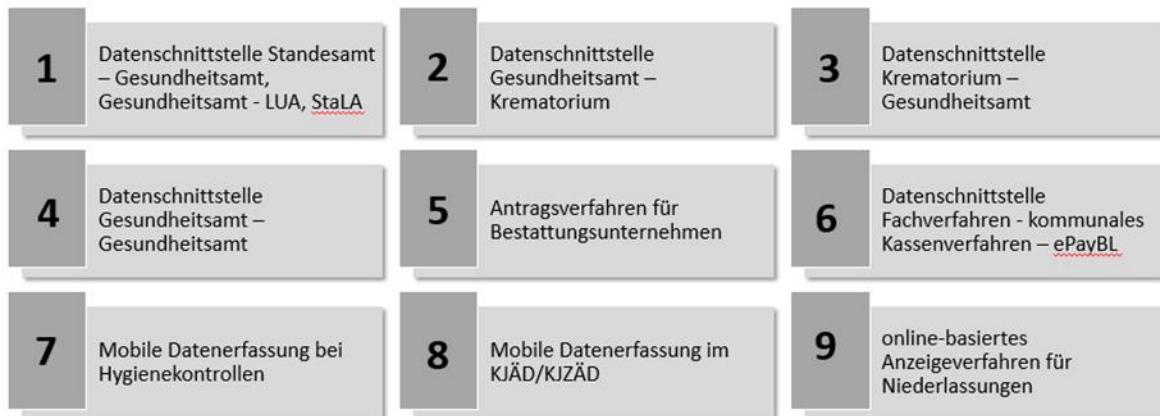 1
Datenschnittstelle Standesamt
– Gesundheitsamt,
Gesundheitsamt - LUA, StaLA
2
Datenschnittstelle
Gesundheitsamt –
Krematorium
3
Datenschnittstelle
Krematorium –
Gesundheitsamt
4
Datenschnittstelle
Gesundheitsamt –
Gesundheitsamt
5
Antragsverfahren für
Bestattungsunternehmen
6
Datenschnittstelle
Fachverfahren - kommunales
Kassenverfahren – ePayBL
7
Mobile Datenerfassung bei
Hygienekontrollen
8
Mobile Datenerfassung im
KJÄD/KJZÄD
9
online-basiertes
Anzeigeverfahren für
Niederlassungen